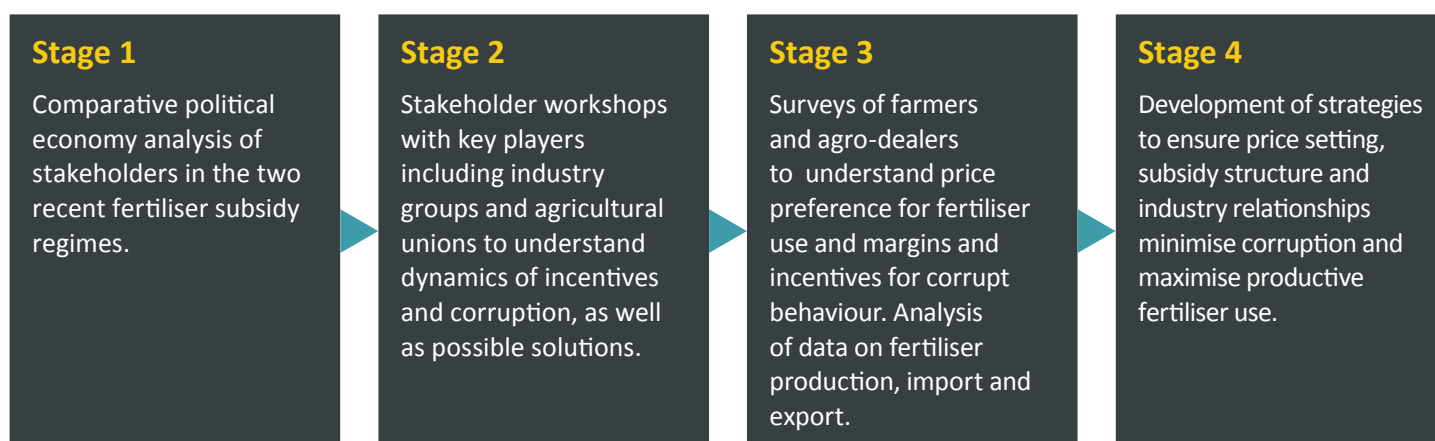 Stage 1
Comparative political
economy analysis of
stakeholders in the two
recent fertiliser subsidy
regimes.
Stage 2
Stakeholder workshops
with key players
including industry
groups and agricultural
unions to understand
dynamics of incentives
and corruption, as well
as possible solutions.
Stage 3
Surveys of farmers
and agro-dealers
to understand price
preference for fertiliser
use and margins and
incentives for corrupt
behaviour. Analysis
of data on fertiliser
production, import and
export.
Stage 4
Development of strategies
to ensure price setting,
subsidy structure and
industry relationships
minimise corruption and
maximise productive
fertiliser use.